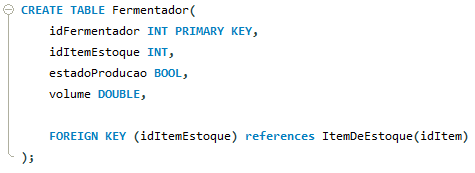 CREATE TABLE Fermentador(
idFermentador INT PRIMARY KEY,
idItemEstoque INT,
estadoProducao BOOL,
volume DOUBLE,
FOREIGN KEY (idItemEstoque) references ItemDeEstoque(idItem)
);